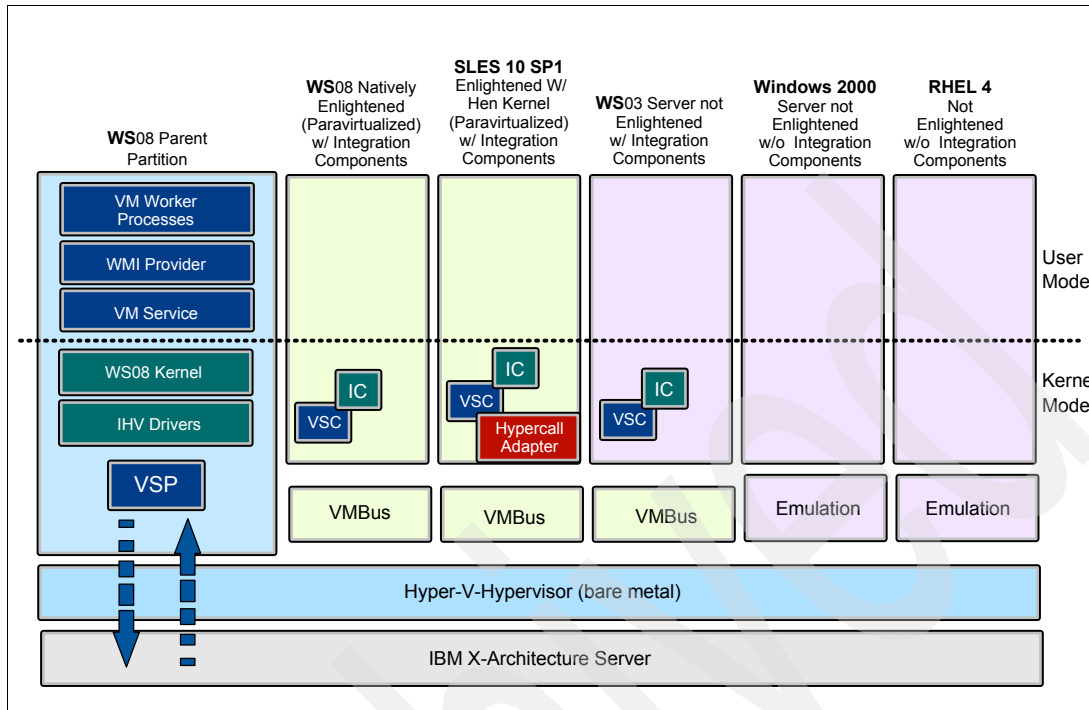 WS08 Parent
Partition
WS08 Natively
Enlightened
(Paravirtualized)
w/ Integration
Components
SLES 10 SP1
Enlightened W/
Hen Kernel
(Paravirtualized)
w/ Integration
Components
WS03 Server not
Enlightened
w/ Integration
Components
Windows 2000
Server not
Enlightened
w/o Integration
Components
RHEL 4
Not
Enlightened
w/o Integration
Components
VM Worker
Processes
WMI Provider
VM Service
User
Mode
WS08 Kernel
IHV Drivers
VSP
IC
VSC
IC
VSC
Hypercall
Adapter
IC
VSC
Kernel
Mode
VMBus
VMBus
VMBus
Emulation
Emulation
Hyper-V-Hypervisor (bare metal)
IBM X-Architecture Server